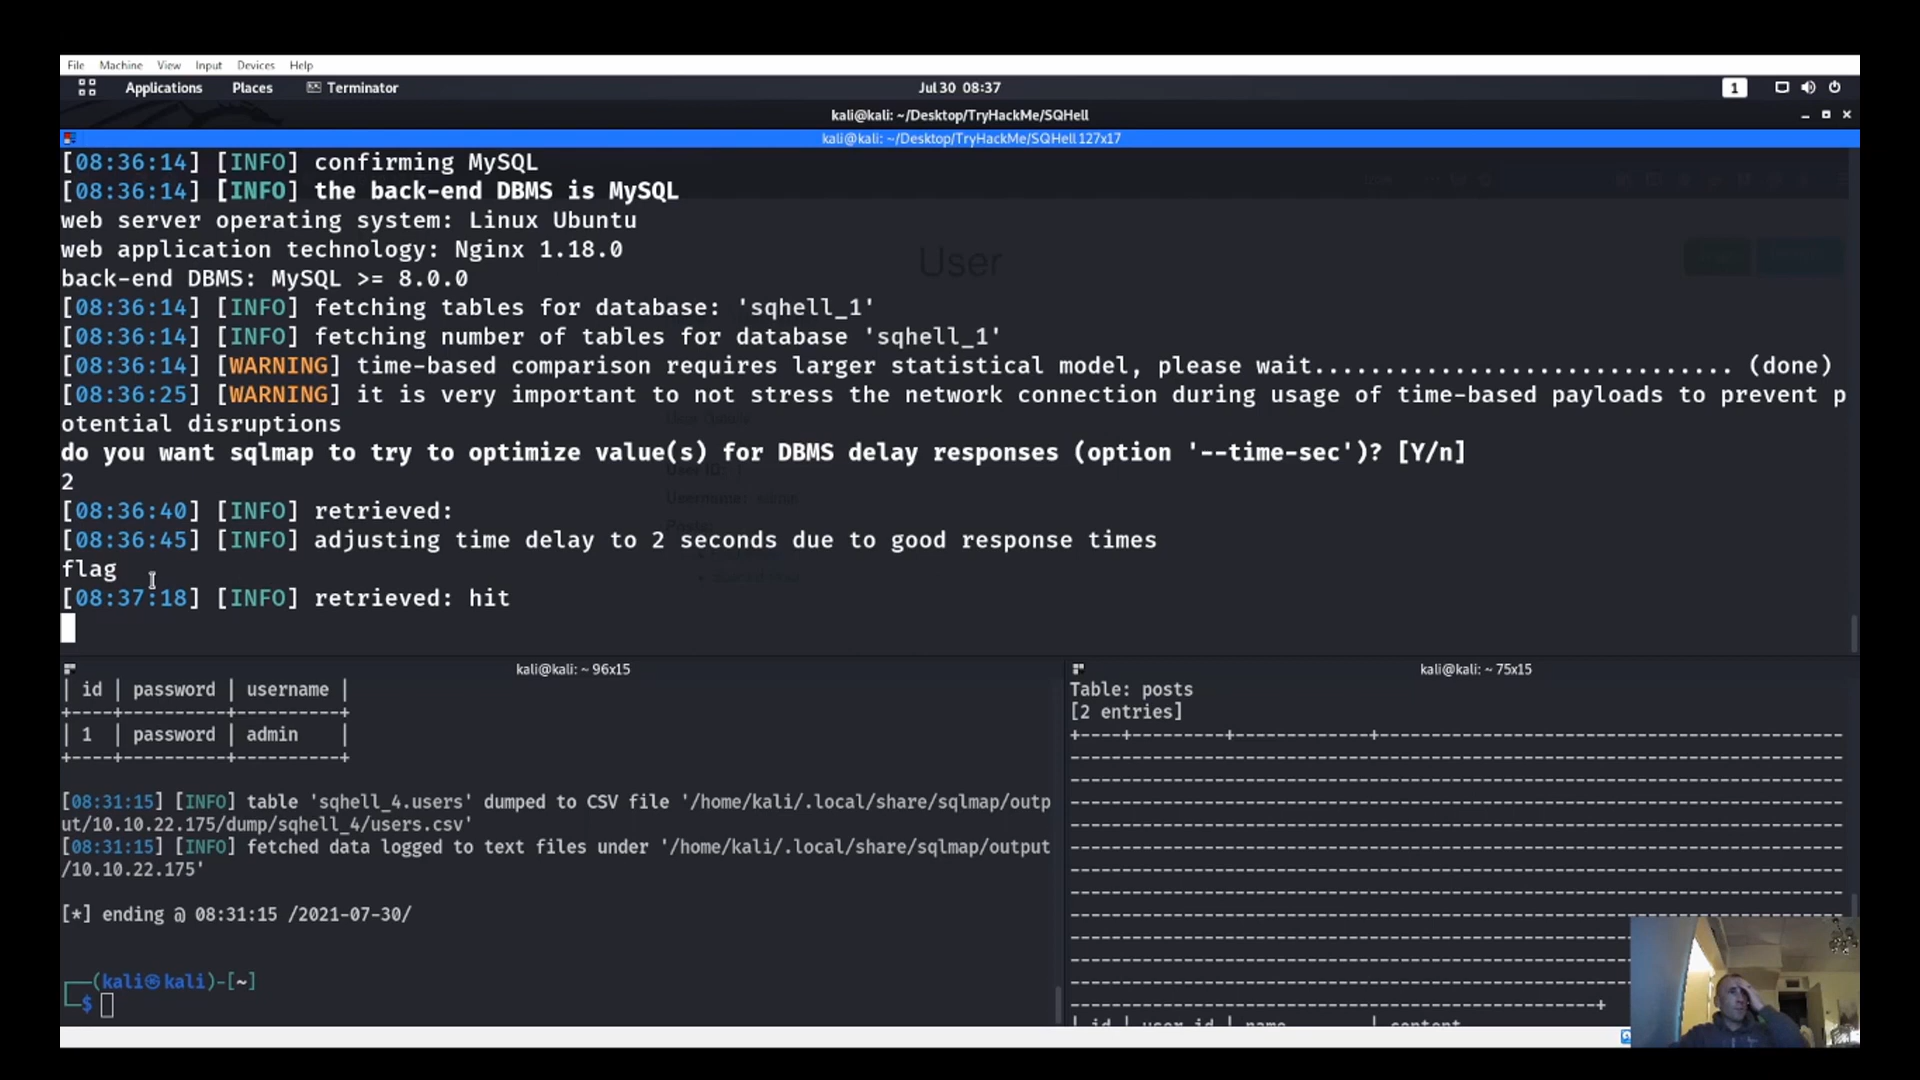 File Machine View Input Devices Help
Applications Places Terminator Jul 30 08:37 1
kali@kali: ~/Desktop/TryHackMe/SQHell
kali@kali: ~/Desktop/TryHackMe/SQHell 127x17
[08:36:14] [INFO] confirming MySQL
[08:36:14] [INFO] the back-end DBMS is MySQL
web server operating system: Linux Ubuntu
web application technology: Nginx 1.18.0
back-end DBMS: MySQL >= 8.0.0
User
[08:36:14] [INFO] fetching tables for database: 'sqhell_1'
[08:36:14] [INFO] fetching number of tables for database 'sqhell_1'
[08:36:14] [WARNING] time-based comparison requires larger statistical model, please wait.............................. (done)
[08:36:25] [WARNING] it is very important to not stress the network connection during usage of time-based payloads to prevent p
otential disruptions
do you want sqlmap to try to optimize value(s) for DBMS delay responses (option '--time-sec')? [Y/n]
User ID:
2
Username: admin
[08:36:40] [INFO] retrieved:
Posts:
[08:36:45] [INFO] adjusting time delay to 2 seconds due to good response times
flag
[08:37:18] [INFO] retrieved: hit
kali@kali: ~ 96x15
| id | password | username |
+----+----------+----------+
| 1 | password | admin |
+----+----------+----------+
[08:31:15] [INFO] table 'sqhell_4.users' dumped to CSV file '/home/kali/.local/share/sqlmap/outp
ut/10.10.22.175/dump/sqhell_4/users.csv'
[08:31:15] [INFO] fetched data logged to text files under '/home/kali/.local/share/sqlmap/output
/10.10.22.175'
[*] ending @ 08:31:15 /2021-07-30/
(kali㉿kali)-[~]
$
kali@kali: ~ 75x15
Table: posts
[2 entries]
| id | user_id | name | content